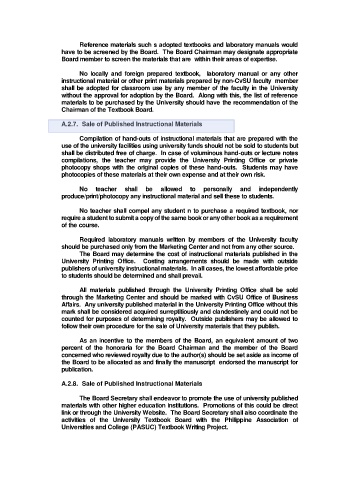 Reference materials such s adopted textbooks and laboratory manuals would
have to be screened by the Board. The Board Chairman may designate appropriate
Board member to screen the materials that are within their areas of expertise.
No locally and foreign prepared textbook, laboratory manual or any other
instructional material or other print materials prepared by non-CvSU faculty member
shall be adopted for classroom use by any member of the faculty in the University
without the approval for adoption by the Board. Along with this, the list of reference
materials to be purchased by the University should have the recommendation of the
Chairman of the Textbook Board.
A.2.7. Sale of Published Instructional Materials
Compilation of hand-outs of instructional materials that are prepared with the
use of the university facilities using university funds should not be sold to students but
shall be distributed free of charge. In case of voluminous hand-outs or lecture notes
compilations, the teacher may provide the University Printing Office or private
photocopy shops with the original copies of these hand-outs. Students may have
photocopies of these materials at their own expense and at their own risk.
No teacher shall be allowed to personally and independently
produce/print/photocopy any instructional material and sell these to students.
No teacher shall compel any student n to purchase a required textbook, nor
require a student to submit a copy of the same book or any other book as a requirement
of the course.
Required laboratory manuals written by members of the University faculty
should be purchased only from the Marketing Center and not from any other source.
The Board may determine the cost of instructional materials published in the
University Printing Office. Costing arrangements should be made with outside
publishers of university instructional materials. In all cases, the lowest affordable price
to students should be determined and shall prevail.
All materials published through the University Printing Office shall be sold
through the Marketing Center and should be marked with CvSU Office of Business
Affairs. Any university published material in the University Printing Office without this
mark shall be considered acquired surreptitiously and clandestinely and could not be
counted for purposes of determining royalty. Outside publishers may be allowed to
follow their own procedure for the sale of University materials that they publish.
As an incentive to the members of the Board, an equivalent amount of two
percent of the honoraria for the Board Chairman and the member of the Board
concerned who reviewed royalty due to the author(s) should be set aside as income of
the Board to be allocated as and finally the manuscript endorsed the manuscript for
publication.
A.2.8. Sale of Published Instructional Materials
The Board Secretary shall endeavor to promote the use of university published
materials with other higher education institutions. Promotions of this could be direct
link or through the University Website. The Board Secretary shall also coordinate the
activities of the University Textbook Board with the Philippine Association of
Universities and College (PASUC) Textbook Writing Project.